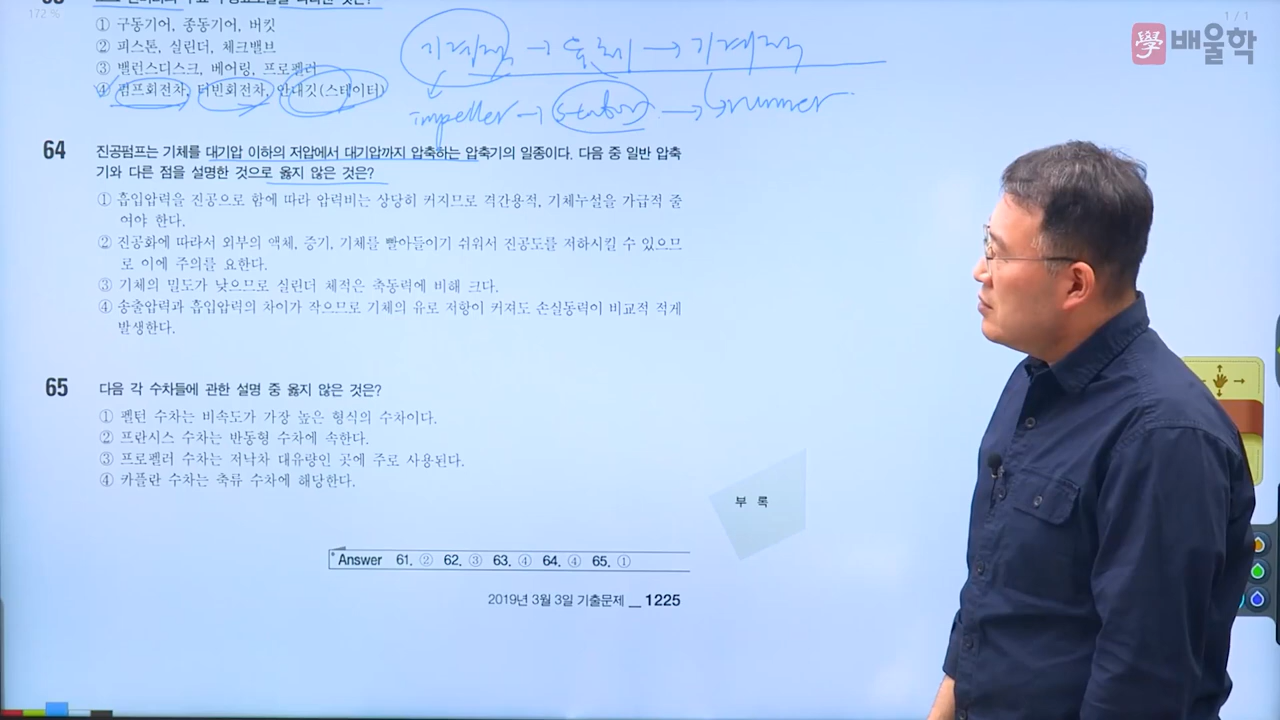 172 %
1 / 1
學 배울학
① 구동기어, 종동기어, 버킷
② 피스톤, 실린더, 체크밸브
③ 밸런스디스크, 베어링, 프로펠러
④ 펌프회전차, 터빈회전차, 안내깃(스테이터)
impeller → stator → runner
64 진공펌프는 기체를 대기압 이하의 저압에서 대기압까지 압축하는 압축기의 일종이다. 다음 중 일반 압축
기와 다른 점을 설명한 것으로 옳지 않은 것은?
① 흡입압력을 진공으로 함에 따라 압력비는 상당히 커지므로 격간용적, 기체누설을 가급적 줄
여야 한다.
② 진공화에 따라서 외부의 액체, 증기, 기체를 빨아들이기 쉬워서 진공도를 저하시킬 수 있으므
로 이에 주의를 요한다.
③ 기체의 밀도가 낮으므로 실린더 체적은 축동력에 비해 크다.
④ 송출압력과 흡입압력의 차이가 작으므로 기체의 유로 저항이 커져도 손실동력이 비교적 적게
발생한다.
65 다음 각 수차들에 관한 설명 중 옳지 않은 것은?
① 펠턴 수차는 비속도가 가장 높은 형식의 수차이다.
② 프란시스 수차는 반동형 수차에 속한다.
③ 프로펠러 수차는 저낙차 대유량인 곳에 주로 사용된다.
④ 카플란 수차는 축류 수차에 해당한다.
부 록
Answer 61. ② 62. ③ 63. ④ 64. ④ 65. ①
2019년 3월 3일 기출문제 _ 1225